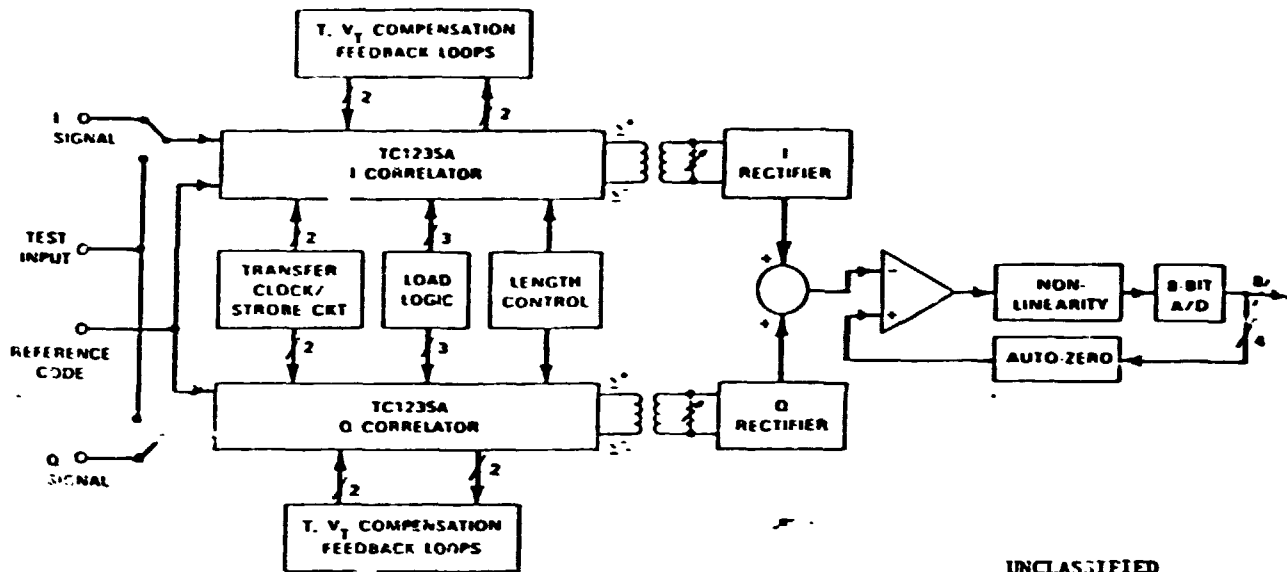 T. V_T COMPENSATION
FEEDBACK LOOPS
2
2
I
SIGNAL
TC1235A
I CORRELATOR
I
RECTIFIER
TEST
INPUT
2
3
TRANSFER
CLOCK/
STROBE CKT
LOAD
LOGIC
LENGTH
CONTROL
+
+
−
+
NON-
LINEARITY
8-BIT
A/D
8
4
AUTO-ZERO
REFERENCE
CODE
2
3
TC1235A
Q CORRELATOR
Q
RECTIFIER
Q
SIGNAL
2
2
T. V_T COMPENSATION
FEEDBACK LOOPS
UNCLASSIFIED